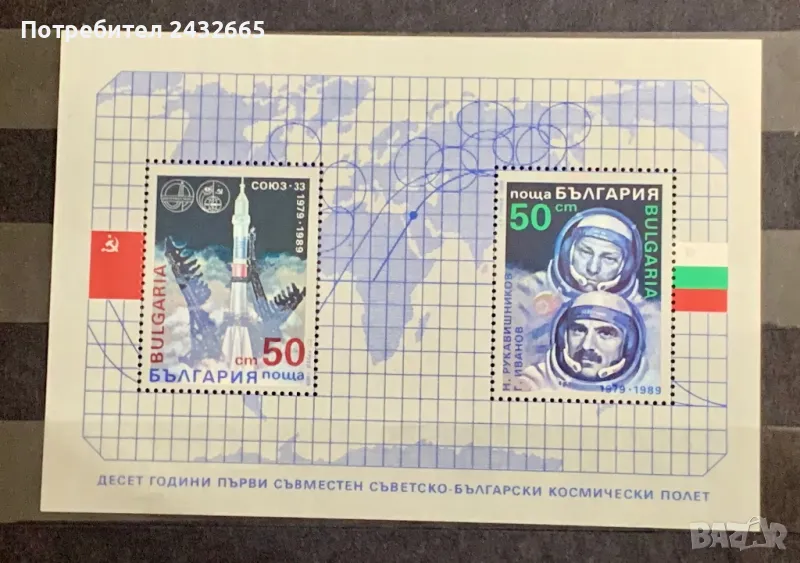 Потребител 2432665
СОЮЗ-33
1979-1989
BULGARIA
ст 50
БЪЛГАРИЯ поща
поща БЪЛГАРИЯ
50 ст
BULGARIA
Н. РУКАВИШНИКОВ
Г. ИВАНОВ
1979-1989
ДЕСЕТ ГОДИНИ ПЪРВИ СЪВМЕСТЕН СЪВЕТСКО-БЪЛГАРСКИ КОСМИЧЕСКИ ПОЛЕТ
BAZAR